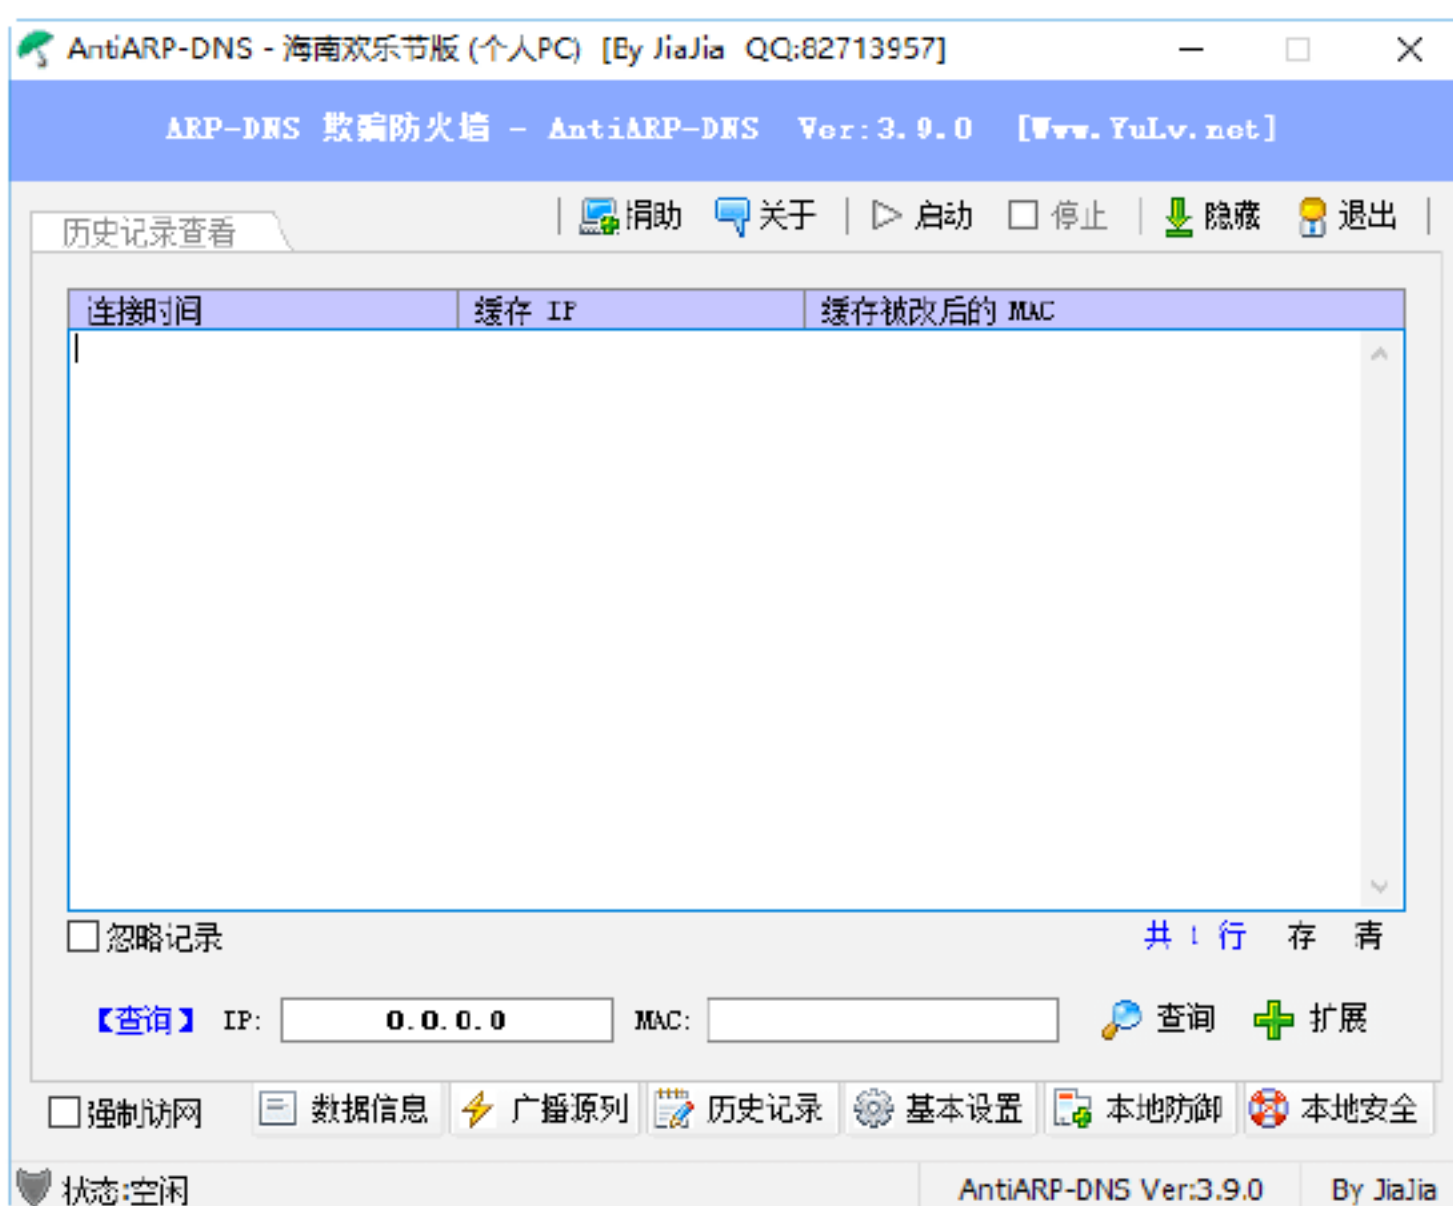 AntiARP-DNS - 海南欢乐节版 (个人PC) [By JiaJia QQ:82713957]
ARP-DNS 欺骗防火墙 - AntiARP-DNS Ver:3.9.0 [Www.YuLv.net]
历史记录查看 捐助 关于 启动 停止 隐藏 退出
连接时间 缓存 IP 缓存被改后的 MAC
忽略记录 共 1 行 存 清
【查询】 IP: 0.0.0.0 MAC: 查询 扩展
强制访网 数据信息 广播源列 历史记录 基本设置 本地防御 本地安全
状态:空闲 AntiARP-DNS Ver:3.9.0 By JiaJia